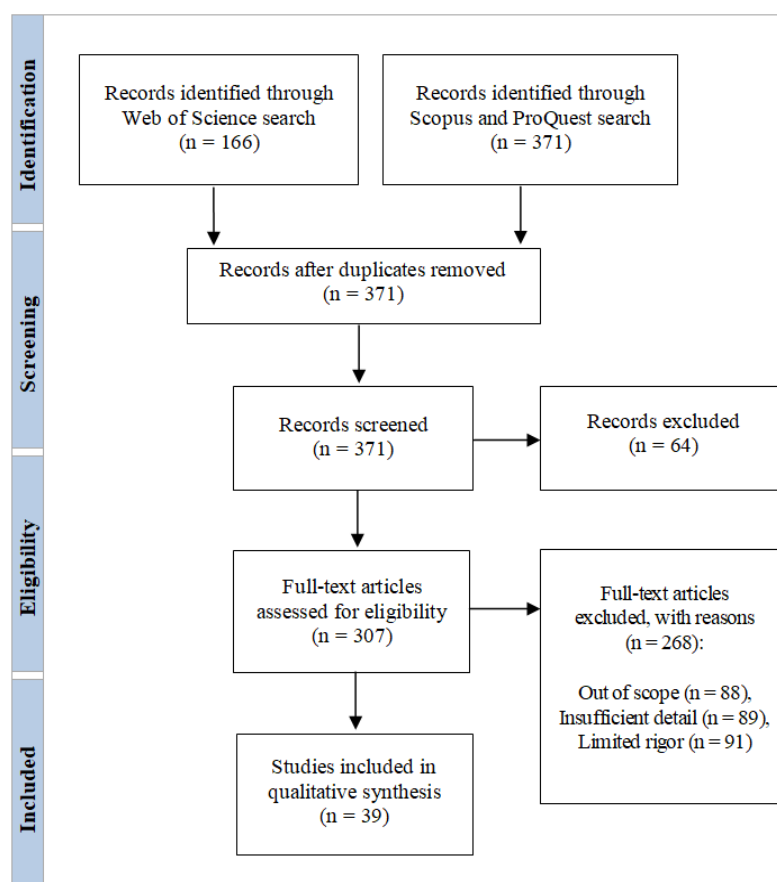 Identification
Records identified through
Web of Science search
(n = 166)
Records identified through
Scopus and ProQuest search
(n = 371)
Screening
Records after duplicates removed
(n = 371)
Records screened
(n = 371)
Records excluded
(n = 64)
Eligibility
Full-text articles
assessed for eligibility
(n = 307)
Full-text articles
excluded, with reasons
(n = 268):
Out of scope (n = 88),
Insufficient detail (n = 89),
Limited rigor (n = 91)
Included
Studies included in
qualitative synthesis
(n = 39)